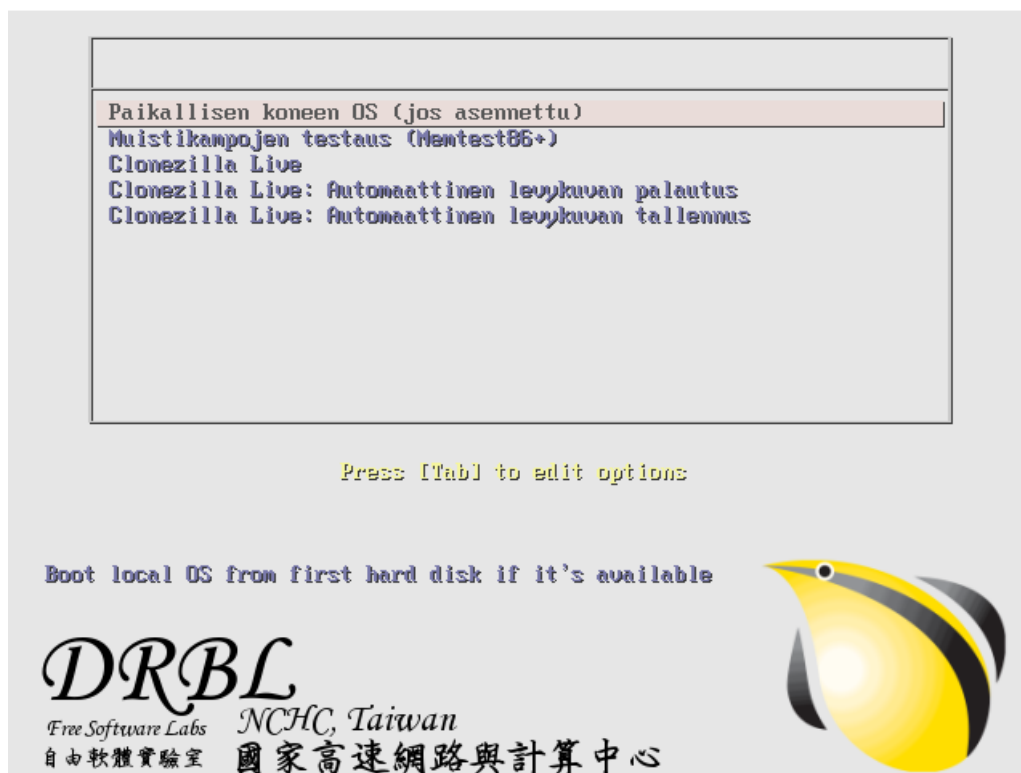 Paikallisen koneen OS (jos asennettu)
Muistikampojen testaus (Memtest86+)
Clonezilla Live
Clonezilla Live: Automaattinen levykuvan palautus
Clonezilla Live: Automaattinen levykuvan tallennus
Press [Tab] to edit options
Boot local OS from first hard disk if it's available
DRBL
Free Software Labs
NCHC, Taiwan
自由軟體實驗室
國家高速網路與計算中心